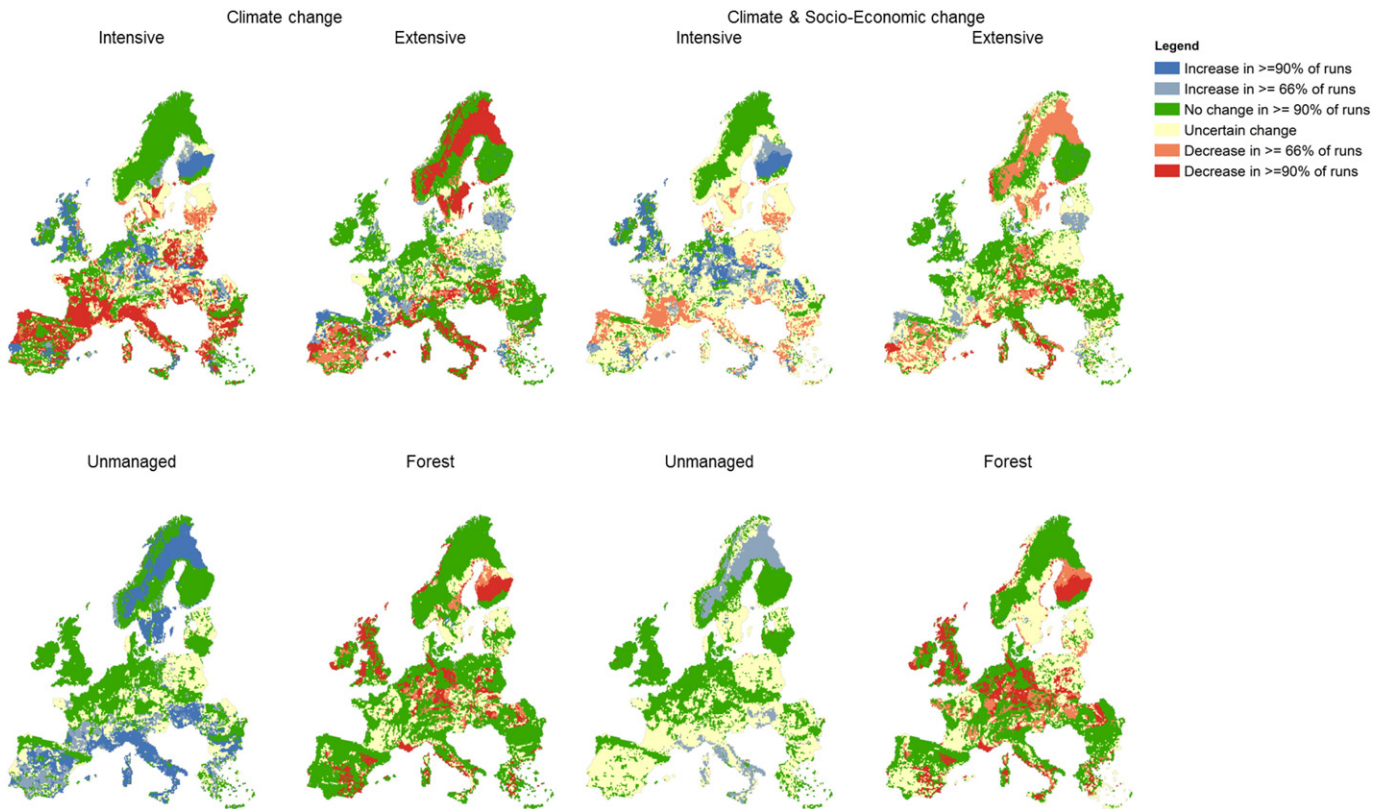 Climate change
Climate & Socio-Economic change
Intensive
Extensive
Intensive
Extensive
Legend
Increase in >=90% of runs
Increase in >= 66% of runs
No change in >= 90% of runs
Uncertain change
Decrease in >= 66% of runs
Decrease in >=90% of runs
Unmanaged
Forest
Unmanaged
Forest